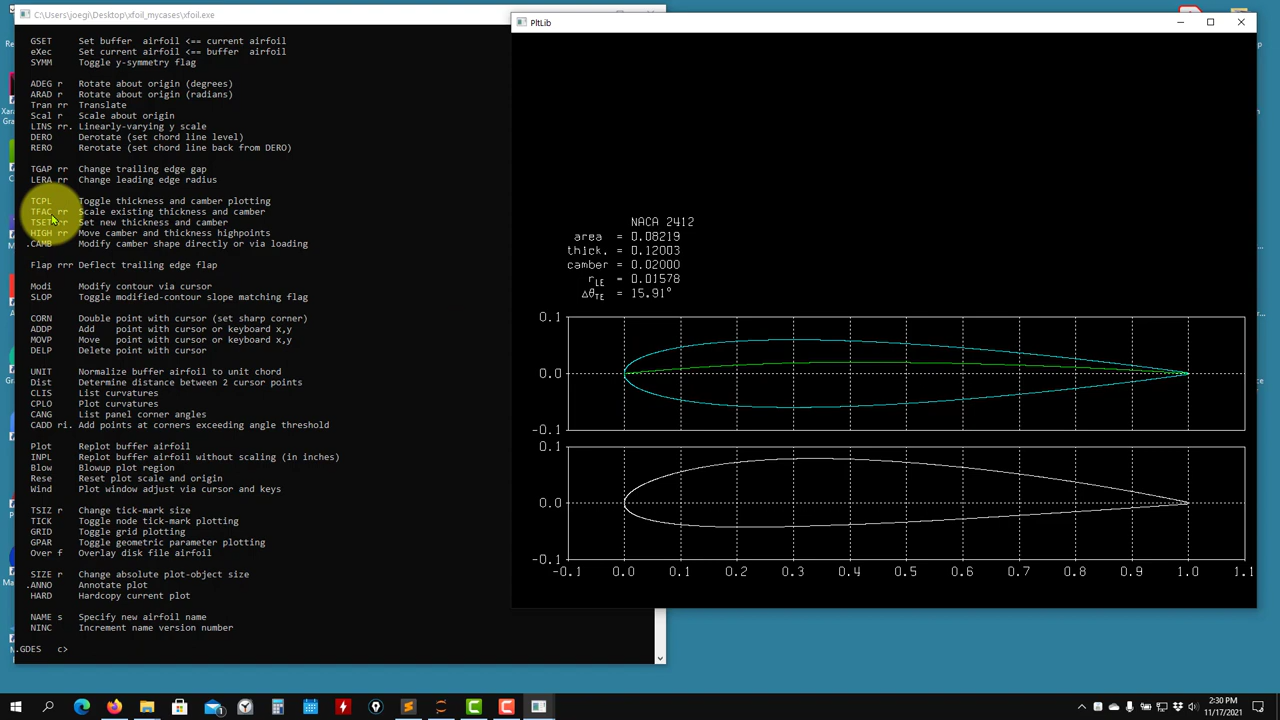 C:\Users\joegi\Desktop\xfoil_mycases\xfoil.exe
GSET Set buffer airfoil <== current airfoil
eXec Set current airfoil <== buffer airfoil
SYMM Toggle y-symmetry flag
ADEG r Rotate about origin (degrees)
ARAD r Rotate about origin (radians)
Tran rr Translate
Scal r Scale about origin
LINS rr. Linearly-varying y scale
DERO Derotate (set chord line level)
RERO Rerotate (set chord line back from DERO)
TGAP rr Change trailing edge gap
LERA rr Change leading edge radius
TCPL Toggle thickness and camber plotting
TFAC rr Scale existing thickness and camber
TSET rr Set new thickness and camber
HIGH rr Move camber and thickness highpoints
.CAMB Modify camber shape directly or via loading
Flap rrr Deflect trailing edge flap
Modi Modify contour via cursor
SLOP Toggle modified-contour slope matching flag
CORN Double point with cursor (set sharp corner)
ADDP Add point with cursor or keyboard x,y
MOVP Move point with cursor or keyboard x,y
DELP Delete point with cursor
UNIT Normalize buffer airfoil to unit chord
Dist Determine distance between 2 cursor points
CLIS List curvatures
CPLO Plot curvatures
CANG List panel corner angles
CADD ri. Add points at corners exceeding angle threshold
Plot Replot buffer airfoil
INPL Replot buffer airfoil without scaling (in inches)
Blow Blowup plot region
Rese Reset plot scale and origin
Wind Plot window adjust via cursor and keys
TSIZ r Change tick-mark size
TICK Toggle node tick-mark plotting
GRID Toggle grid plotting
GPAR Toggle geometric parameter plotting
Over f Overlay disk file airfoil
SIZE r Change absolute plot-object size
.ANNO Annotate plot
HARD Hardcopy current plot
NAME s Specify new airfoil name
NINC Increment name version number
.GDES c>
PltLib
NACA 2412
area = 0.08219
thick. = 0.12003
camber = 0.02000
rLE = 0.01578
ΔθTE = 15.91°
0.1
0.0
-0.1
0.1
0.0
-0.1
-0.1 0.0 0.1 0.2 0.3 0.4 0.5 0.6 0.7 0.8 0.9 1.0 1.1
2:30 PM
11/17/2021